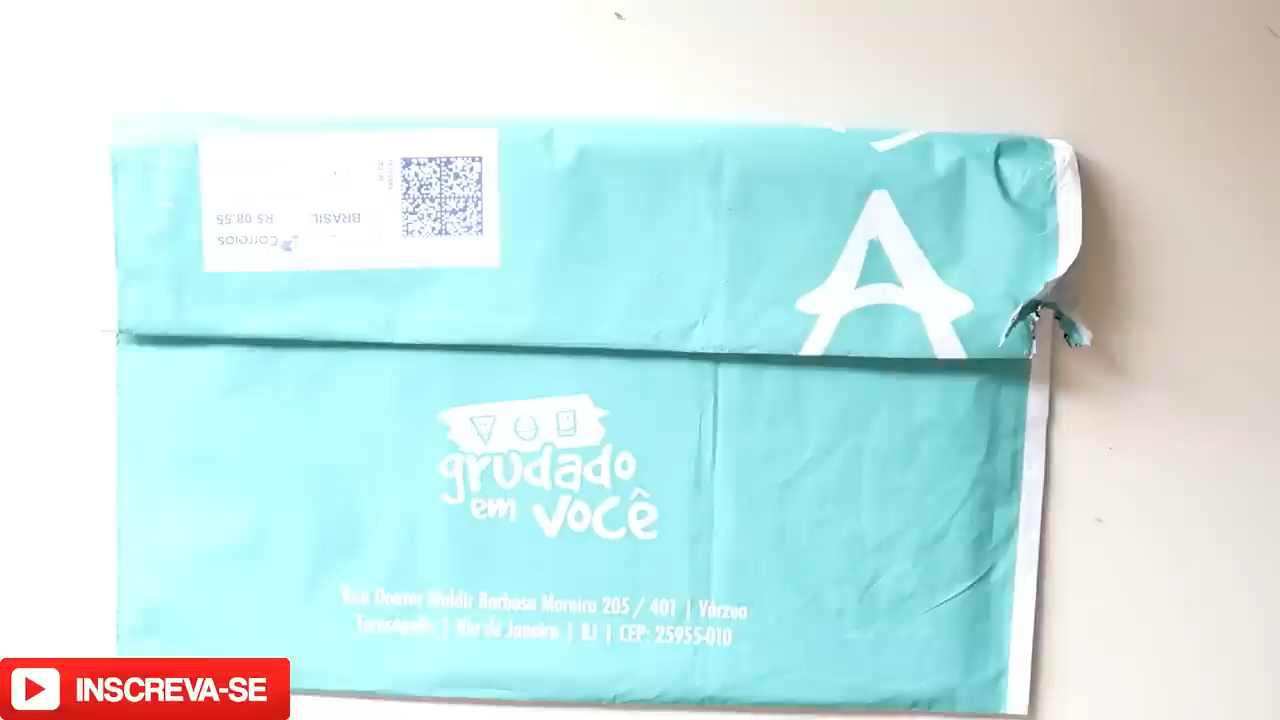 BRASIL
R$ 08.55
Correios
grudado
em você
Rua Doutor Waldir Barbosa Moreira 205 / 401 | Várzea
Teresópolis | Rio de Janeiro | RJ | CEP: 25955-010
INSCREVA-SE